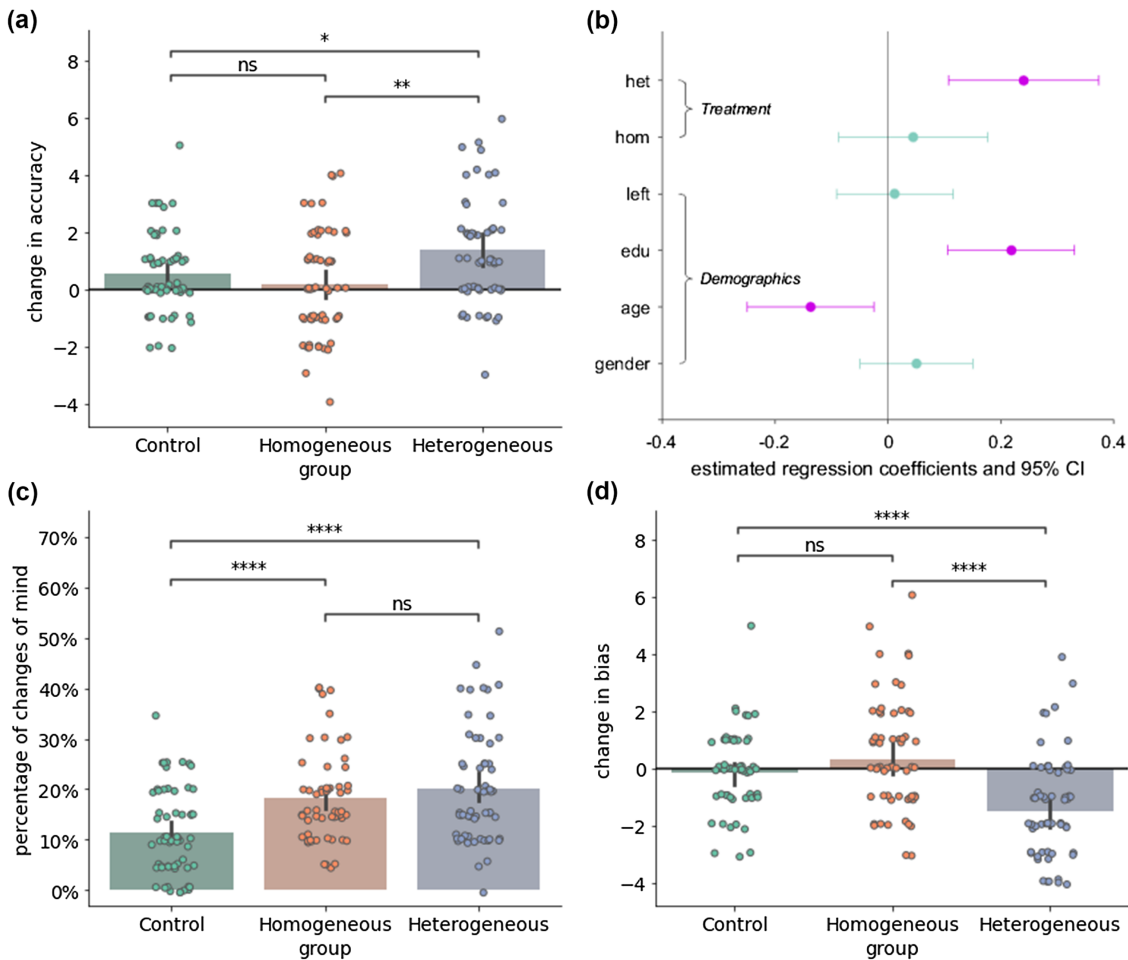 (a)
change in accuracy
8
6
4
2
0
−2
−4
*
ns
**
Control
Homogeneous
group
Heterogeneous
(b)
het
hom
left
edu
age
gender
Treatment
Demographics
-0.4
-0.2
0
0.2
0.4
estimated regression coefficients and 95% CI
(c)
percentage of changes of mind
70%
60%
50%
40%
30%
20%
10%
0%
****
****
ns
Control
Homogeneous
group
Heterogeneous
(d)
change in bias
8
6
4
2
0
−2
−4
****
ns
****
Control
Homogeneous
group
Heterogeneous